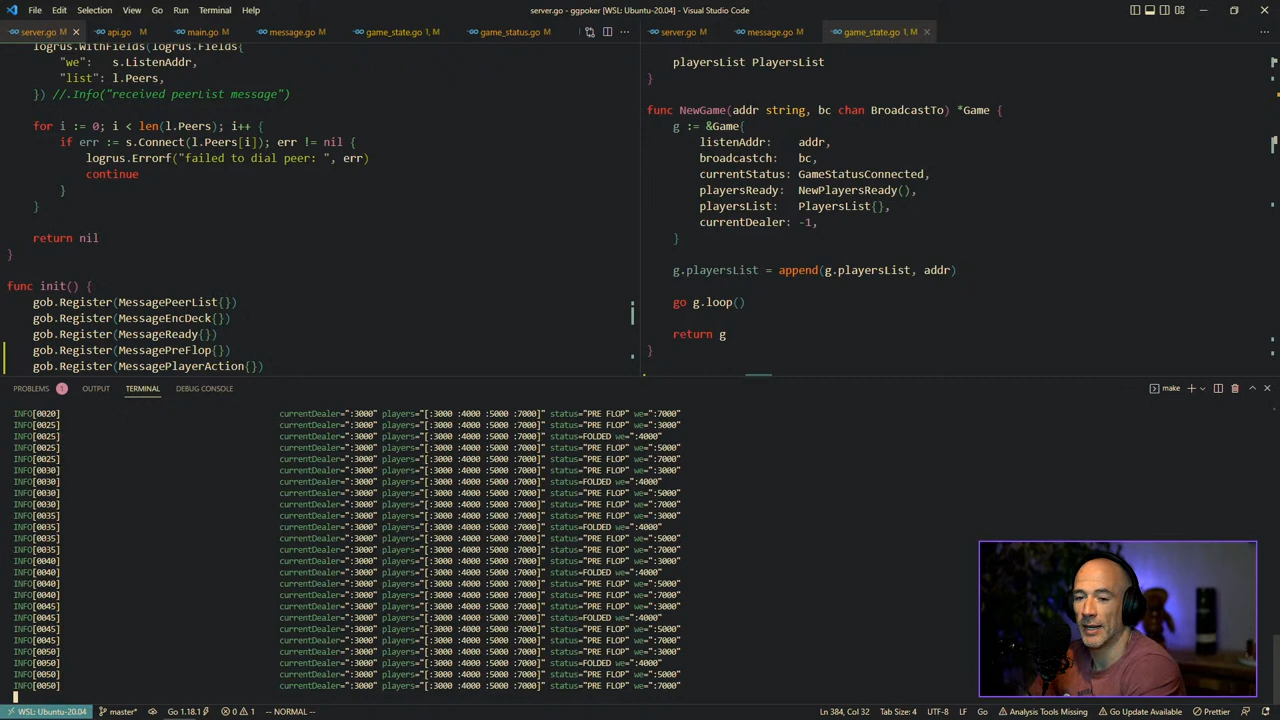 File Edit Selection View Go Run Terminal Help
server.go - ggpoker [WSL: Ubuntu-20.04] - Visual Studio Code
server.go M api.go M main.go M message.go M game_state.go 1, M game_status.go M
logrus.WithFields(logrus.Fields{
"we": s.ListenAddr,
"list": l.Peers,
}) //.Info("received peerList message")
for i := 0; i < len(l.Peers); i++ {
if err := s.Connect(l.Peers[i]); err != nil {
logrus.Errorf("failed to dial peer: ", err)
continue
}
}
return nil
}
func init() {
gob.Register(MessagePeerList{})
gob.Register(MessageEncDeck{})
gob.Register(MessageReady{})
gob.Register(MessagePreFlop{})
gob.Register(MessagePlayerAction{})
server.go M message.go M game_state.go 1, M
playersList PlayersList
}
func NewGame(addr string, bc chan BroadcastTo) *Game {
g := &Game{
listenAddr: addr,
broadcastch: bc,
currentStatus: GameStatusConnected,
playersReady: NewPlayersReady(),
playersList: PlayersList{},
currentDealer: -1,
}
g.playersList = append(g.playersList, addr)
go g.loop()
return g
}
PROBLEMS 1 OUTPUT TERMINAL DEBUG CONSOLE
make
INFO[0020] currentDealer=":3000" players="[:3000 :4000 :5000 :7000]" status="PRE FLOP" we=":7000"
INFO[0025] currentDealer=":3000" players="[:3000 :4000 :5000 :7000]" status="PRE FLOP" we=":3000"
INFO[0025] currentDealer=":3000" players="[:3000 :4000 :5000 :7000]" status=FOLDED we=":4000"
INFO[0025] currentDealer=":3000" players="[:3000 :4000 :5000 :7000]" status="PRE FLOP" we=":5000"
INFO[0025] currentDealer=":3000" players="[:3000 :4000 :5000 :7000]" status="PRE FLOP" we=":7000"
INFO[0030] currentDealer=":3000" players="[:3000 :4000 :5000 :7000]" status="PRE FLOP" we=":3000"
INFO[0030] currentDealer=":3000" players="[:3000 :4000 :5000 :7000]" status=FOLDED we=":4000"
INFO[0030] currentDealer=":3000" players="[:3000 :4000 :5000 :7000]" status="PRE FLOP" we=":5000"
INFO[0030] currentDealer=":3000" players="[:3000 :4000 :5000 :7000]" status="PRE FLOP" we=":7000"
INFO[0035] currentDealer=":3000" players="[:3000 :4000 :5000 :7000]" status="PRE FLOP" we=":3000"
INFO[0035] currentDealer=":3000" players="[:3000 :4000 :5000 :7000]" status=FOLDED we=":4000"
INFO[0035] currentDealer=":3000" players="[:3000 :4000 :5000 :7000]" status="PRE FLOP" we=":5000"
INFO[0035] currentDealer=":3000" players="[:3000 :4000 :5000 :7000]" status="PRE FLOP" we=":7000"
INFO[0040] currentDealer=":3000" players="[:3000 :4000 :5000 :7000]" status="PRE FLOP" we=":3000"
INFO[0040] currentDealer=":3000" players="[:3000 :4000 :5000 :7000]" status=FOLDED we=":4000"
INFO[0040] currentDealer=":3000" players="[:3000 :4000 :5000 :7000]" status="PRE FLOP" we=":5000"
INFO[0040] currentDealer=":3000" players="[:3000 :4000 :5000 :7000]" status="PRE FLOP" we=":7000"
INFO[0045] currentDealer=":3000" players="[:3000 :4000 :5000 :7000]" status="PRE FLOP" we=":3000"
INFO[0045] currentDealer=":3000" players="[:3000 :4000 :5000 :7000]" status=FOLDED we=":4000"
INFO[0045] currentDealer=":3000" players="[:3000 :4000 :5000 :7000]" status="PRE FLOP" we=":5000"
INFO[0045] currentDealer=":3000" players="[:3000 :4000 :5000 :7000]" status="PRE FLOP" we=":7000"
INFO[0050] currentDealer=":3000" players="[:3000 :4000 :5000 :7000]" status="PRE FLOP" we=":3000"
INFO[0050] currentDealer=":3000" players="[:3000 :4000 :5000 :7000]" status=FOLDED we=":4000"
INFO[0050] currentDealer=":3000" players="[:3000 :4000 :5000 :7000]" status="PRE FLOP" we=":5000"
INFO[0050] currentDealer=":3000" players="[:3000 :4000 :5000 :7000]" status="PRE FLOP" we=":7000"
WSL: Ubuntu-20.04 master* Go 1.18.1 0 1 -- NORMAL -- Ln 384, Col 32 Tab Size: 4 UTF-8 LF Go Analysis Tools Missing Go Update Available Prettier